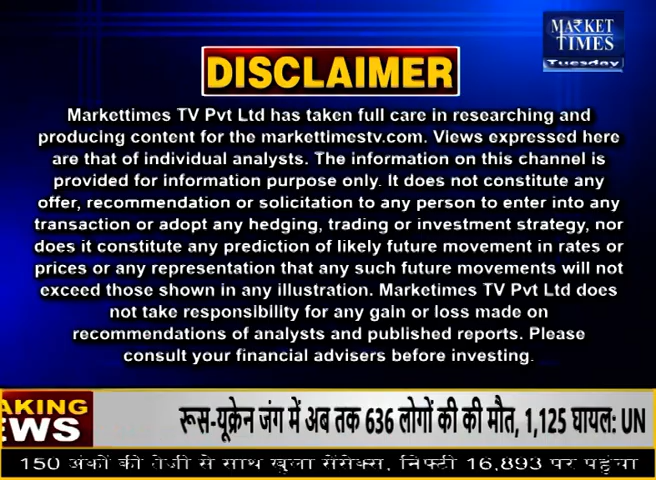 MARKET
TIMES
Tuesday
DISCLAIMER
Markettimes TV Pvt Ltd has taken full care in researching and
producing content for the markettimestv.com. Views expressed here
are that of individual analysts. The information on this channel is
provided for information purpose only. It does not constitute any
offer, recommendation or solicitation to any person to enter into any
transaction or adopt any hedging, trading or investment strategy, nor
does it constitute any prediction of likely future movement in rates or
prices or any representation that any such future movements will not
exceed those shown in any illustration. Marketimes TV Pvt Ltd does
not take responsibility for any gain or loss made on
recommendations of analysts and published reports. Please
consult your financial advisers before investing.
AKING
EWS
रूस-यूक्रेन जंग में अब तक 636 लोगों की की मौत, 1,125 घायल: UN
150 अंकों की तेजी से साथ खुला सेंसेक्स, निफ्टी 16,893 पर पहुंचा